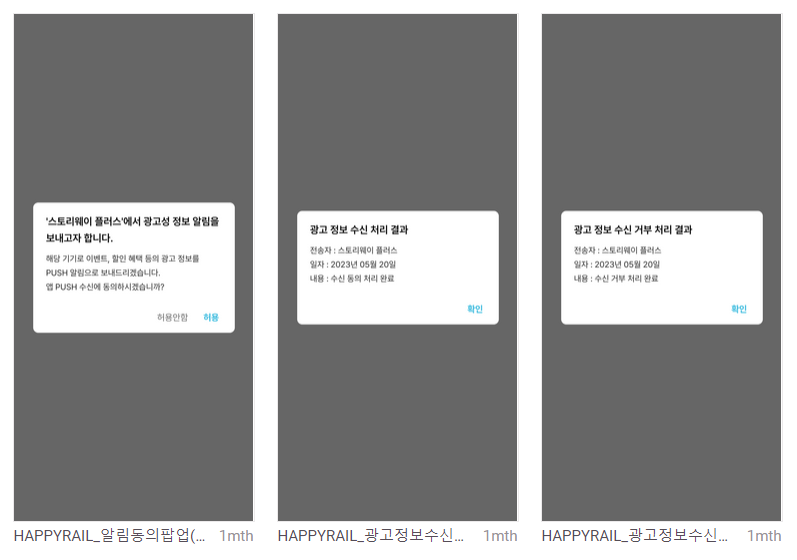 '스토리웨이 플러스'에서 광고성 정보 알림을
보내고자 합니다.
해당 기기로 이벤트, 할인 혜택 등의 광고 정보를
PUSH 알림으로 보내드리겠습니다.
앱 PUSH 수신에 동의하시겠습니까?
허용안함 허용
광고 정보 수신 처리 결과
전송자 : 스토리웨이 플러스
일자 : 2023년 05월 20일
내용 : 수신 동의 처리 완료
확인
광고 정보 수신 거부 처리 결과
전송자 : 스토리웨이 플러스
일자 : 2023년 05월 20일
내용 : 수신 거부 처리 완료
확인
HAPPYRAIL_알림동의팝업(... 1mth
HAPPYRAIL_광고정보수신... 1mth
HAPPYRAIL_광고정보수신... 1mth